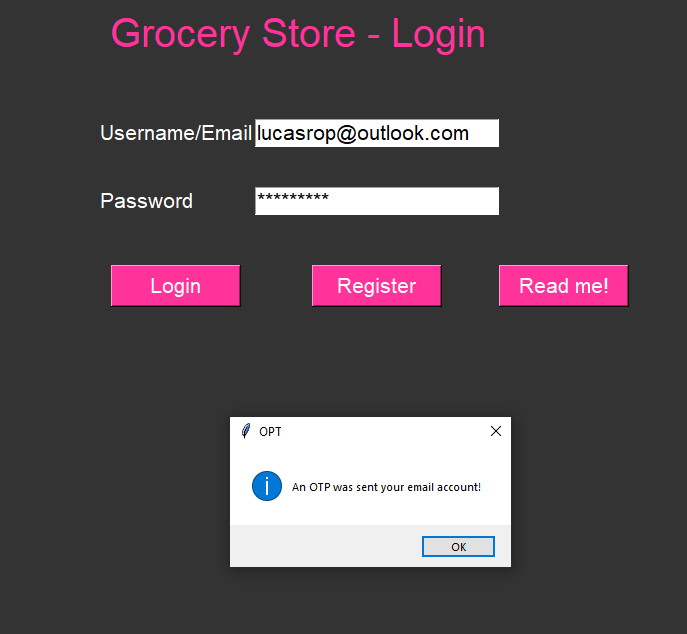 Grocery Store - Login
Username/Email lucasrop@outlook.com
Password *********
Login Register Read me!
OPT
An OTP was sent your email account!
OK